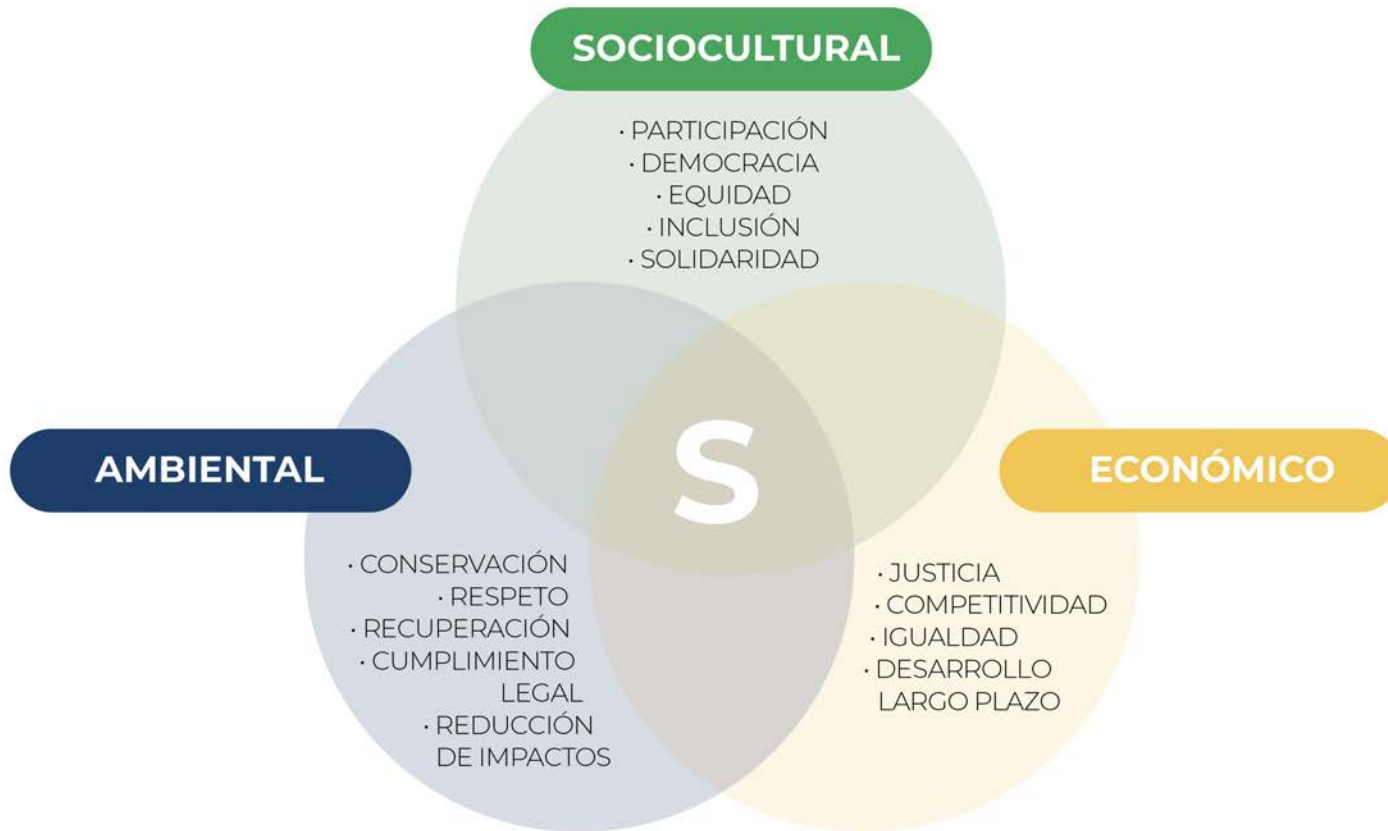 SOCIOCULTURAL
· PARTICIPACIÓN
· DEMOCRACIA
· EQUIDAD
· INCLUSIÓN
· SOLIDARIDAD
S
AMBIENTAL
· CONSERVACIÓN
· RESPETO
· RECUPERACIÓN
· CUMPLIMIENTO
LEGAL
· REDUCCIÓN
DE IMPACTOS
ECONÓMICO
· JUSTICIA
· COMPETITIVIDAD
· IGUALDAD
· DESARROLLO
LARGO PLAZO